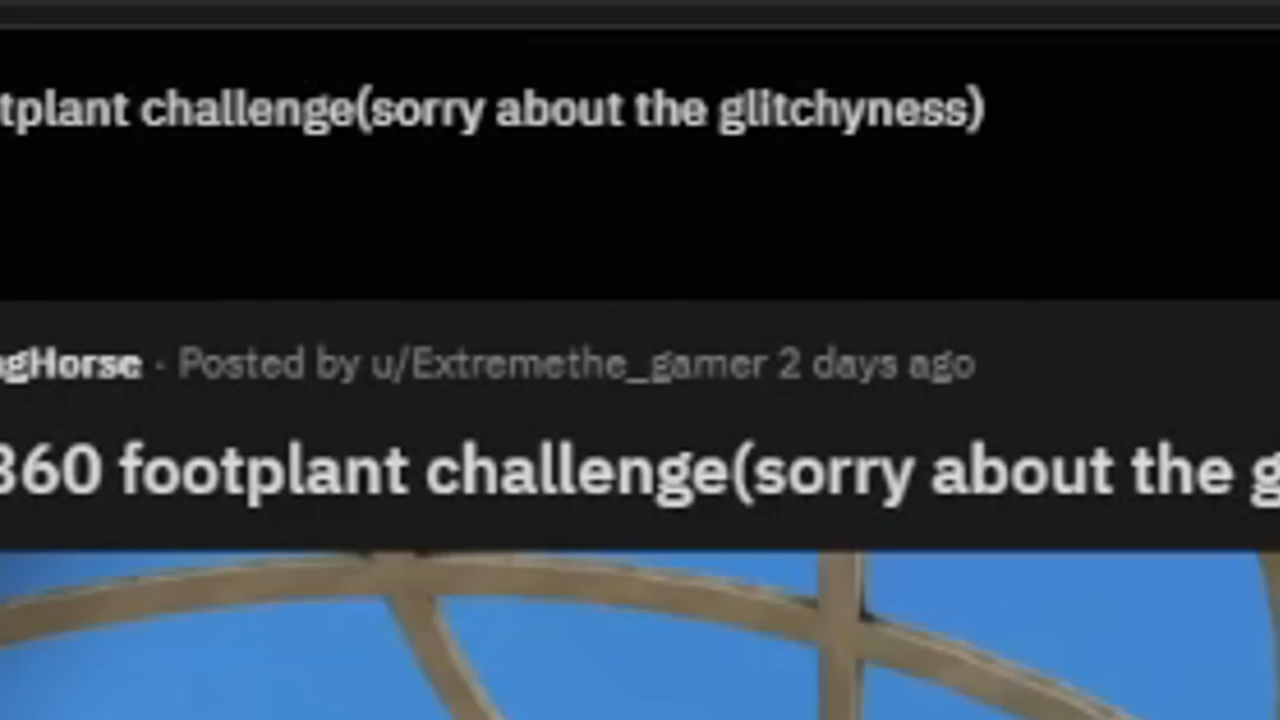 tplant challenge(sorry about the glitchyness)
gHorse · Posted by u/Extremethe_gamer 2 days ago
360 footplant challenge(sorry about the g